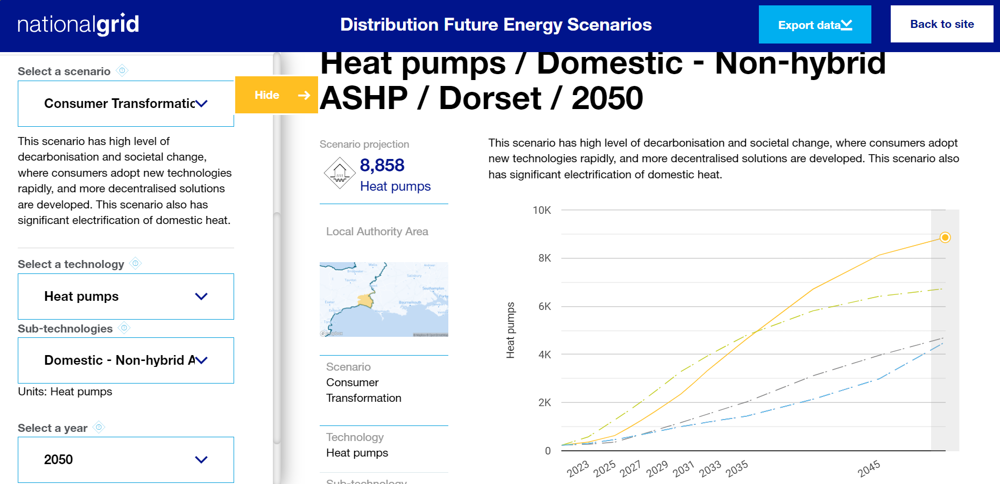 nationalgrid
Distribution Future Energy Scenarios
Export data
Back to site
Select a scenario
Consumer Transformatio
This scenario has high level of
decarbonisation and societal change,
where consumers adopt new technologies
rapidly, and more decentralised solutions
are developed. This scenario also has
significant electrification of domestic heat.
Select a technology
Heat pumps
Sub-technologies
Domestic - Non-hybrid A
Units: Heat pumps
Select a year
2050
Hide
Heat pumps / Domestic - Non-hybrid
ASHP / Dorset / 2050
Scenario projection
8,858
Heat pumps
Local Authority Area
Wells
Andover
Bridgwater
Taunton
Salisbury
Southampton
Exeter
Bournemouth
mapbox
© Mapbox © OpenStreetMap
Scenario
Consumer
Transformation
Technology
Heat pumps
Sub-technology
This scenario has high level of decarbonisation and societal change, where consumers adopt
new technologies rapidly, and more decentralised solutions are developed. This scenario also
has significant electrification of domestic heat.
Heat pumps
10K
8K
6K
4K
2K
0
2023
2025
2027
2029
2031
2033
2035
2045